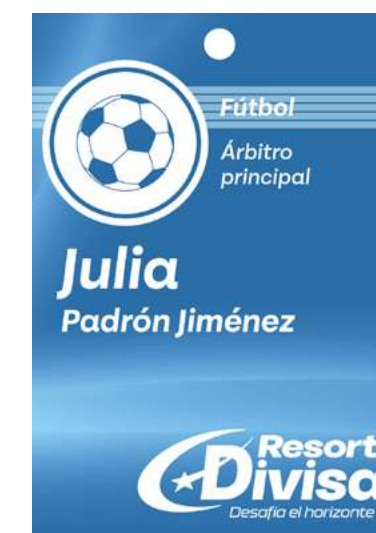 Fútbol
Árbitro
principal
Julia
Padrón Jiménez
Resort
Divisa
Desafía el horizonte